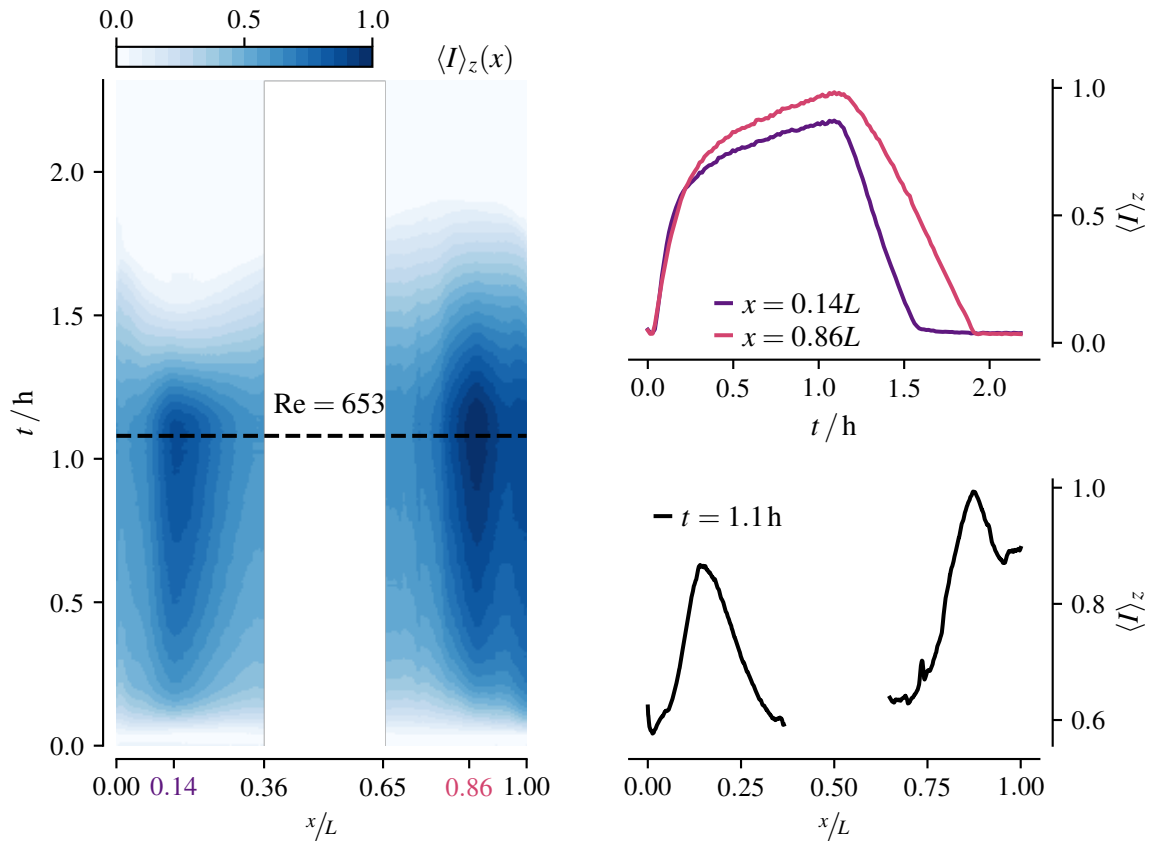 0.0 0.5 1.0
⟨I⟩z(x)
t / h
2.0
1.5
1.0
0.5
0.0
Re = 653
0.00 0.14 0.36 0.65 0.86 1.00
x/L
1.0
0.5
0.0
⟨I⟩z
x = 0.14L
x = 0.86L
0.0 0.5 1.0 1.5 2.0
t / h
t = 1.1 h
1.0
0.8
0.6
⟨I⟩z
0.00 0.25 0.50 0.75 1.00
x/L